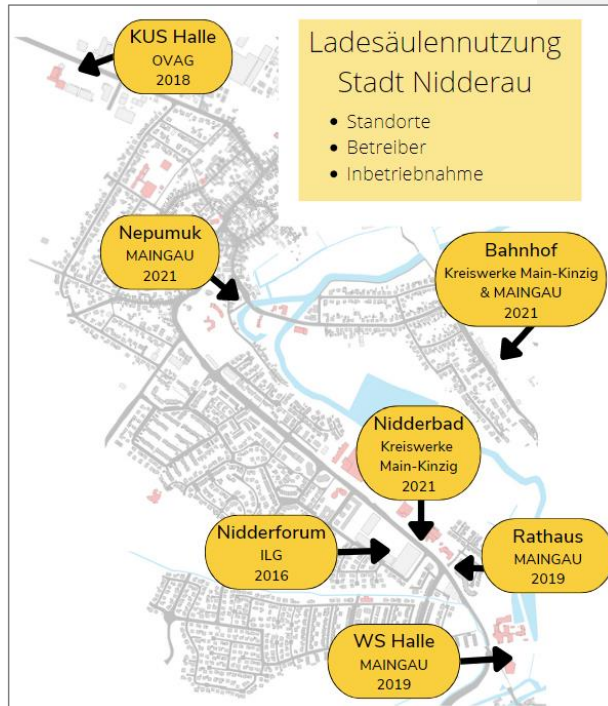 KUS Halle
OVAG
2018
Ladesäulennutzung
Stadt Nidderau
• Standorte
• Betreiber
• Inbetriebnahme
Nepumuk
MAINGAU
2021
Bahnhof
Kreiswerke Main-Kinzig
& MAINGAU
2021
Nidderbad
Kreiswerke
Main-Kinzig
2021
Nidderforum
ILG
2016
Rathaus
MAINGAU
2019
WS Halle
MAINGAU
2019